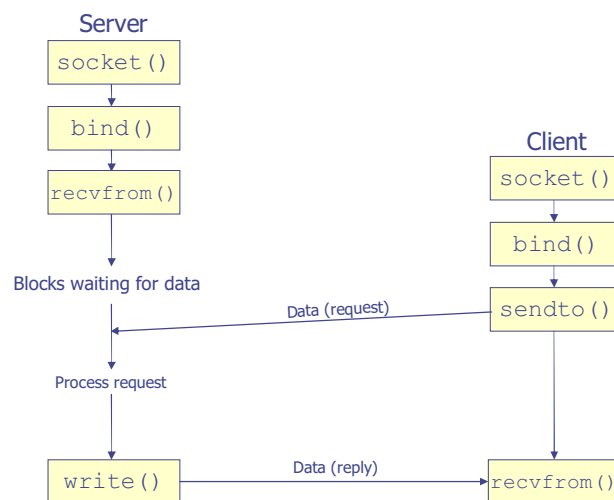 Server
socket()
bind()
recvfrom()
Blocks waiting for data
Process request
write()
Client
socket()
bind()
sendto()
Data (request)
Data (reply)
recvfrom()